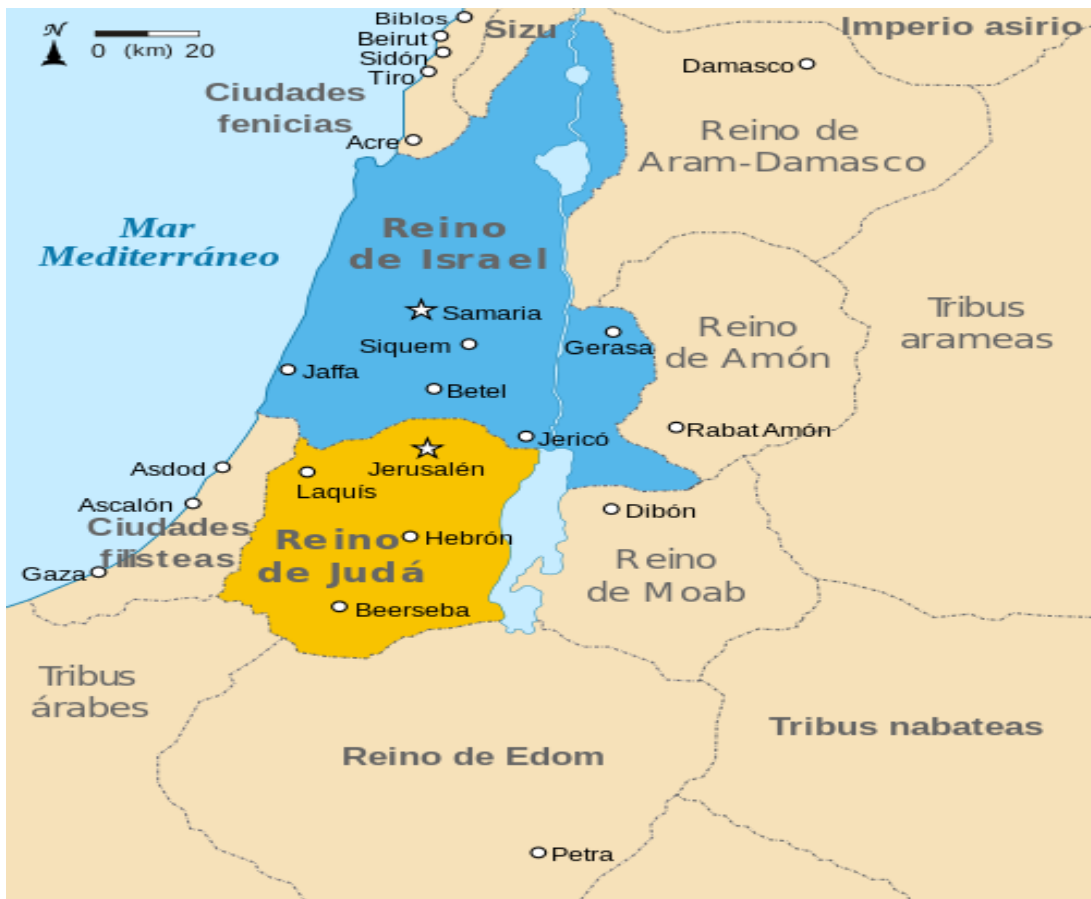 N
0 (km) 20
Biblos
Beirut
Sidón
Tiro
Sizu
Imperio asirio
Damasco
Ciudades
fenicias
Acre
Reino de
Aram-Damasco
Mar
Mediterráneo
Reino
de Israel
Samaria
Siquem
Gerasa
Reino
de Amón
Tribus
arameas
Jaffa
Betel
Jericó
Rabat Amón
Asdod
Jerusalén
Laquís
Ascalón
Ciudades
filisteas
Gaza
Reino
de Judá
Hebrón
Beerseba
Dibón
Reino
de Moab
Tribus
árabes
Tribus nabateas
Reino de Edom
Petra